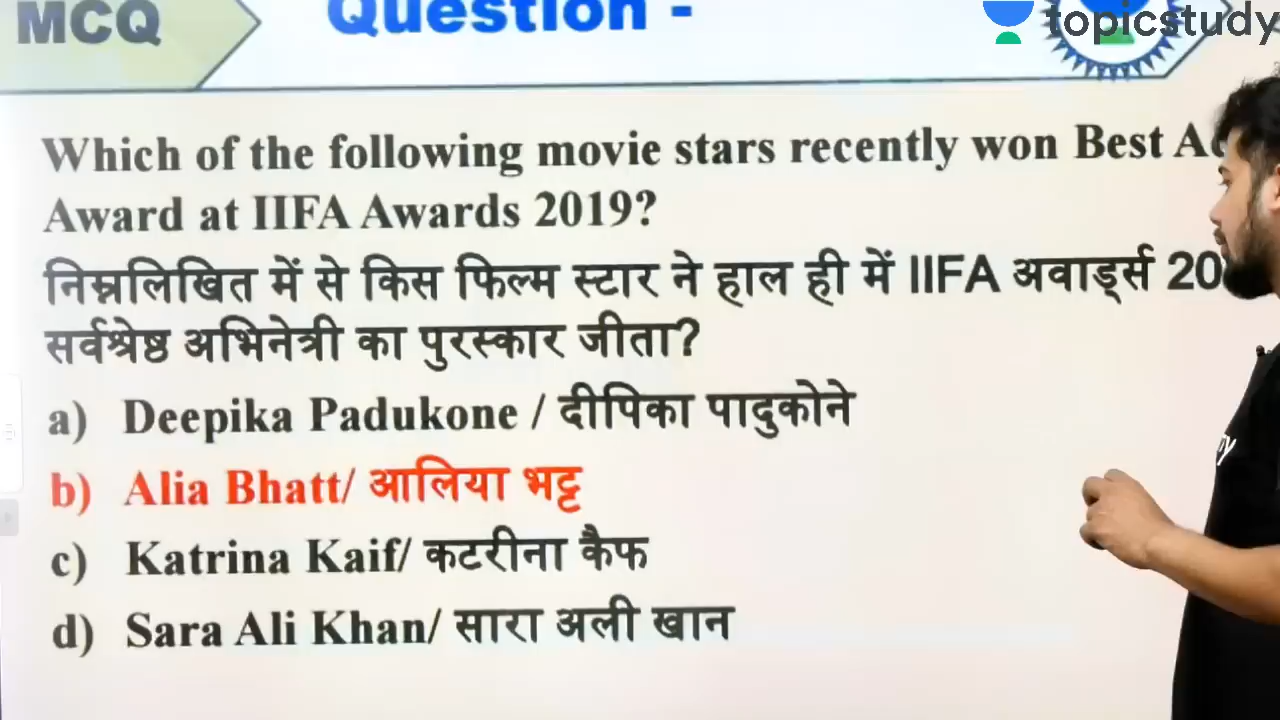 MCQ
Question -
topicstudy
Which of the following movie stars recently won Best
Award at IIFA Awards 2019?
निम्नलिखित में से किस फिल्म स्टार ने हाल ही में IIFA अवार्ड्स
सर्वश्रेष्ठ अभिनेत्री का पुरस्कार जीता?
a) Deepika Padukone / दीपिका पादुकोने
b) Alia Bhatt/ आलिया भट्ट
c) Katrina Kaif/ कटरीना कैफ
d) Sara Ali Khan/ सारा अली खान